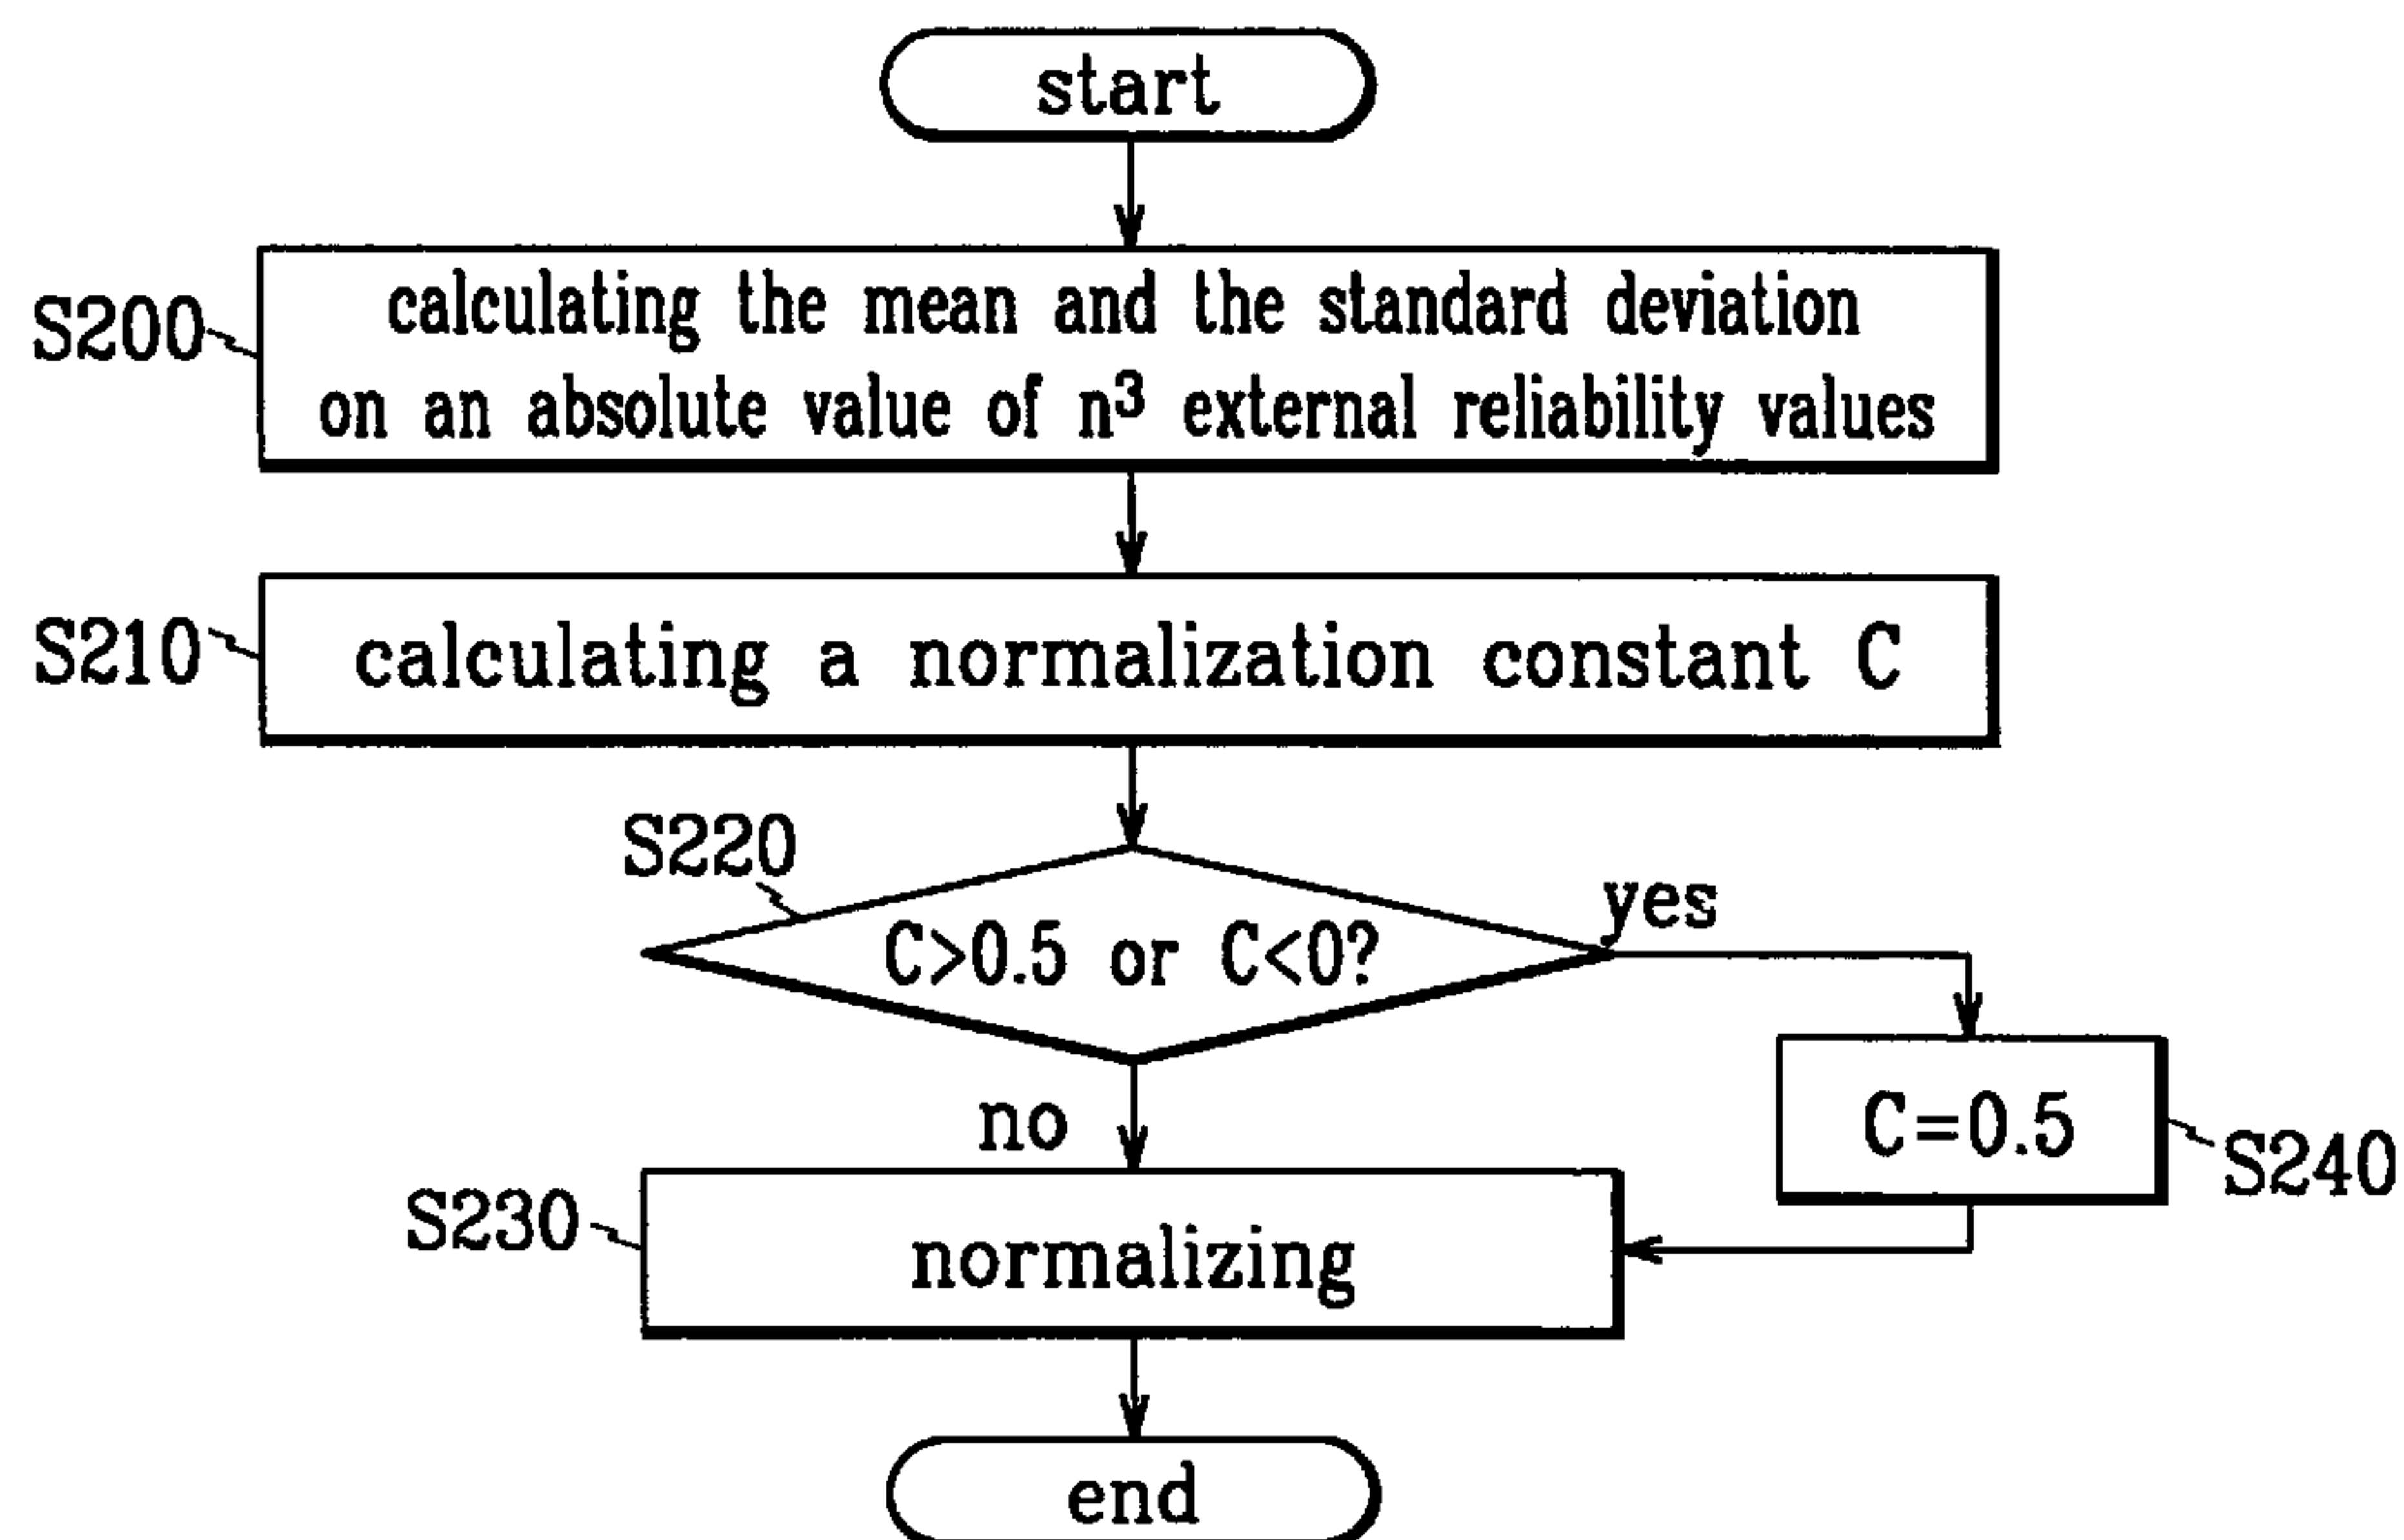 start
S200
calculating the mean and the standard deviation
on an absolute value of n³ external reliability values
S210
calculating a normalization constant C
S220
C>0.5 or C<0?
yes
no
C=0.5
S240
S230
normalizing
end